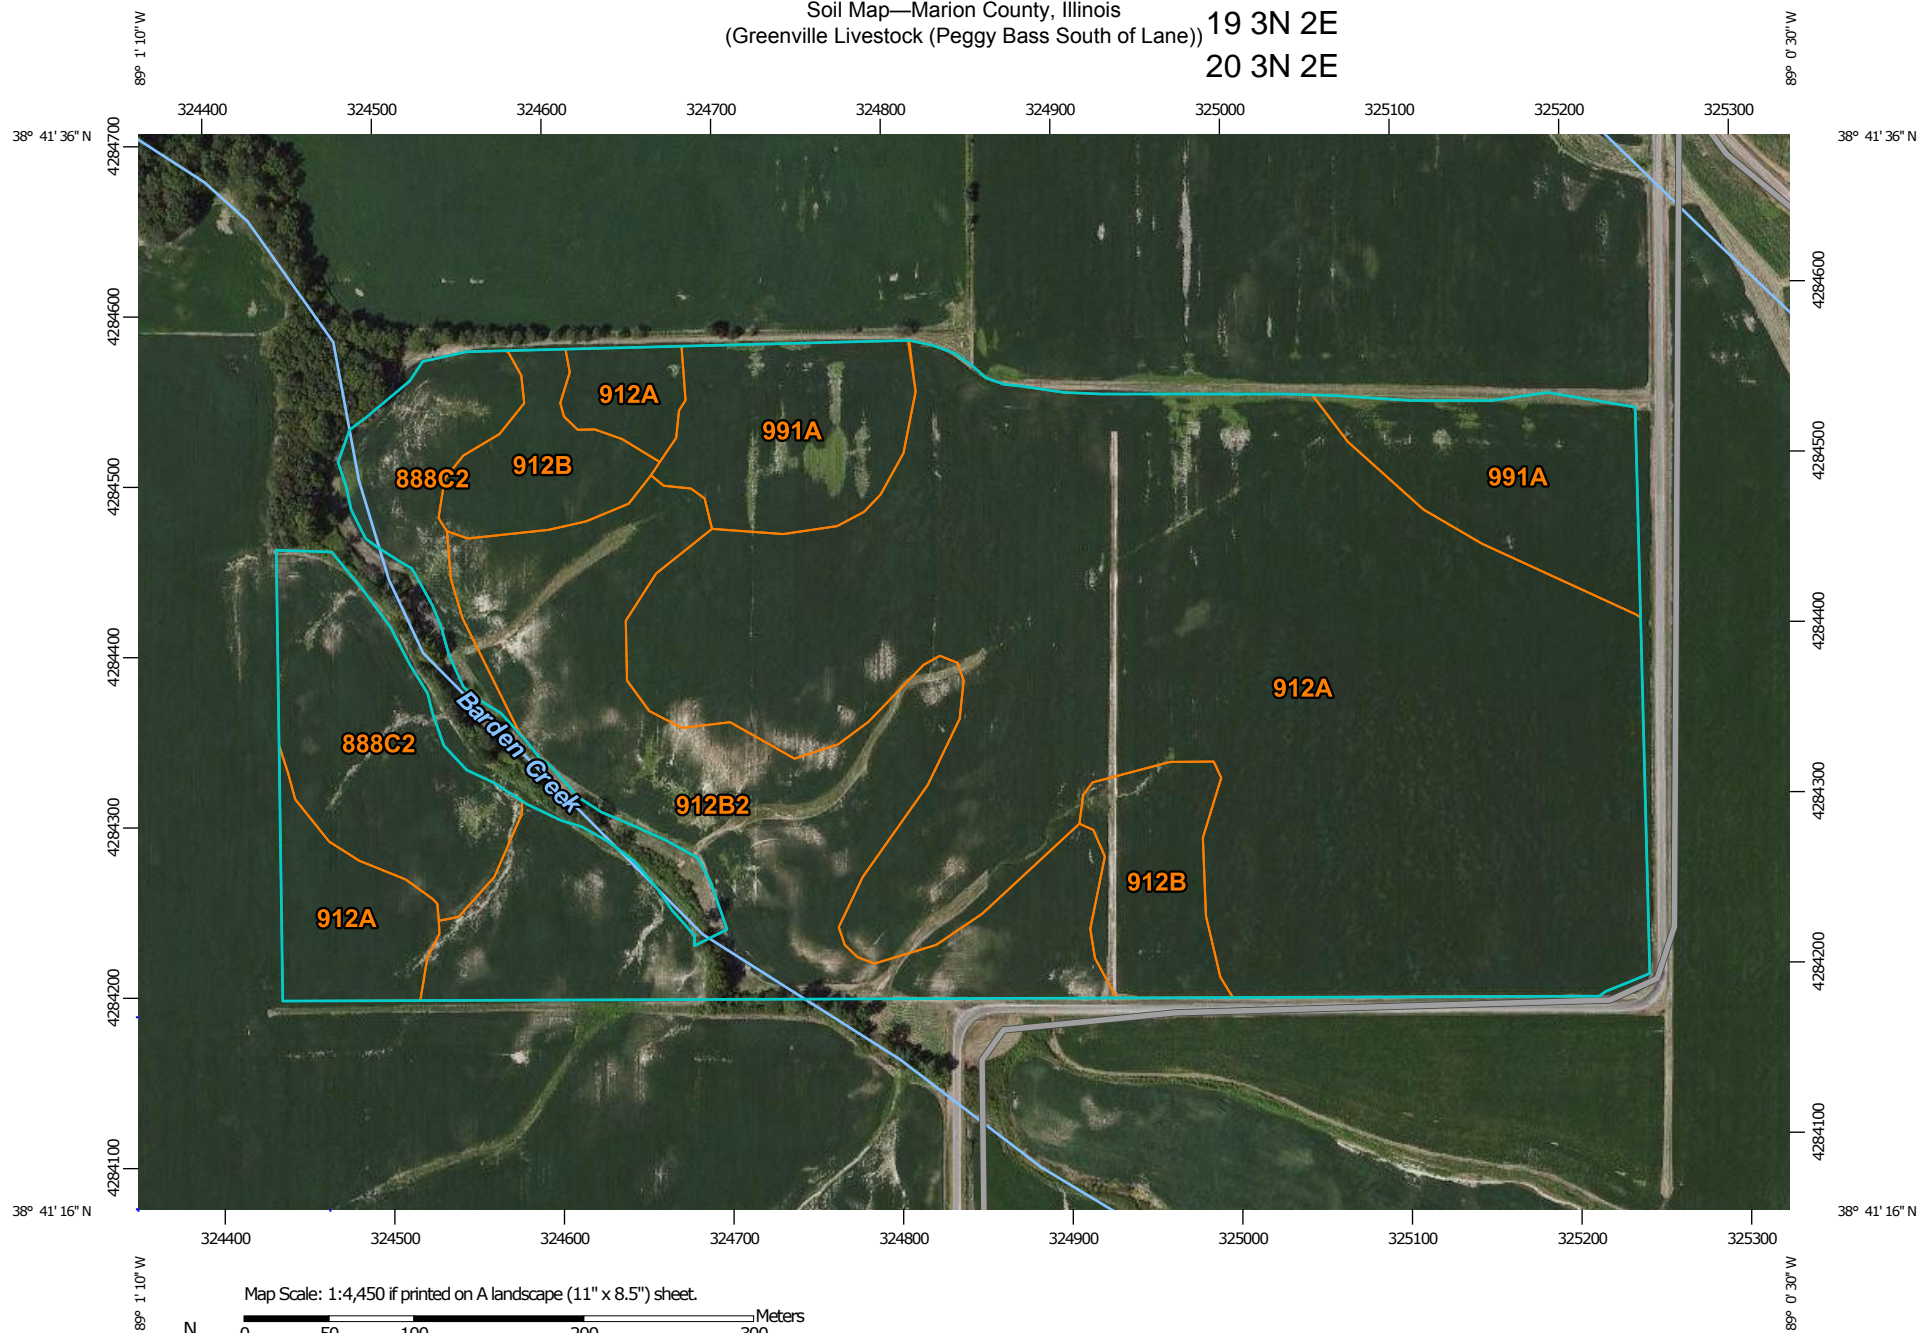 Soil Map—Marion County, Illinois
(Greenville Livestock (Peggy Bass South of Lane))
19 3N 2E
20 3N 2E
89° 1' 10" W
89° 0' 30" W
324400 324500 324600 324700 324800 324900 325000 325100 325200 325300
38° 41' 36" N
38° 41' 36" N
4284700
4284600
4284500
4284400
4284300
4284200
4284100
4284600
4284500
4284400
4284300
4284200
4284100
912A
991A
912B
888C2
991A
912A
Barden Creek
888C2
912B2
912B
912A
38° 41' 16" N
38° 41' 16" N
324400 324500 324600 324700 324800 324900 325000 325100 325200 325300
89° 1' 10" W
89° 0' 30" W
Map Scale: 1:4,450 if printed on A landscape (11" x 8.5") sheet.
Meters
N
0 50 100 200 300